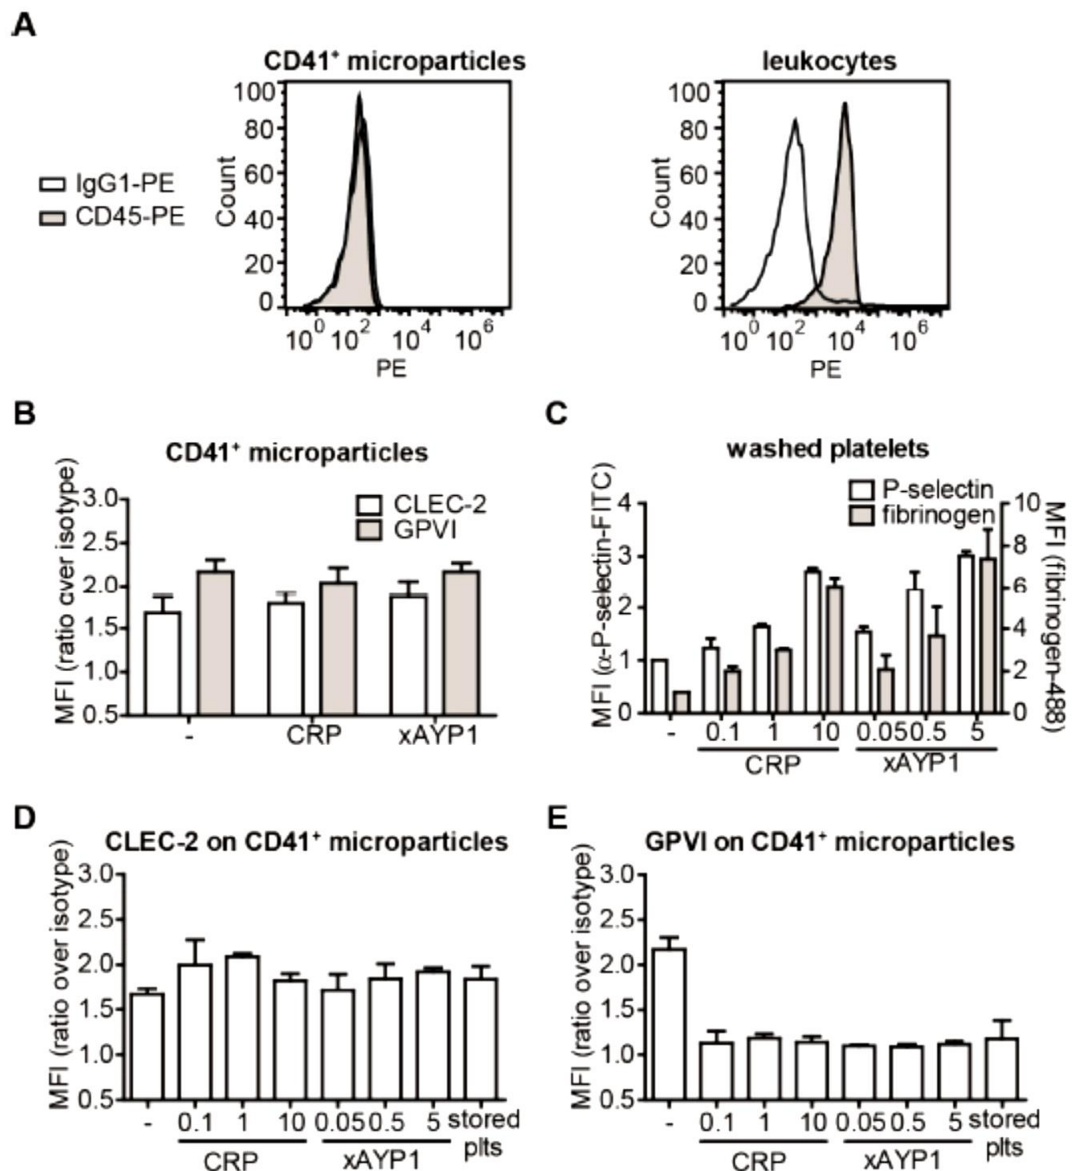 A
CD41⁺ microparticles
leukocytes
IgG1-PE
CD45-PE
Count
100
80
60
40
20
0
10⁰ 10² 10⁴ 10⁶
PE
Count
100
80
60
40
20
0
10⁰ 10² 10⁴ 10⁶
PE
B
CD41⁺ microparticles
MFI (ratio over isotype)
3.0
2.5
2.0
1.5
1.0
0.5
CLEC-2
GPVI
- CRP xAYP1
C
washed platelets
MFI (α-P-selectin-FITC)
4
3
2
1
0
P-selectin
fibrinogen
10
8
6
4
2
0
MFI (fibrinogen-488)
- 0.1 1 10 0.05 0.5 5
CRP xAYP1
D
CLEC-2 on CD41⁺ microparticles
MFI (ratio over isotype)
3.0
2.5
2.0
1.5
1.0
0.5
- 0.1 1 10 0.05 0.5 5 stored
plts
CRP xAYP1
E
GPVI on CD41⁺ microparticles
MFI (ratio over isotype)
3.0
2.5
2.0
1.5
1.0
0.5
- 0.1 1 10 0.05 0.5 5 stored
plts
CRP xAYP1